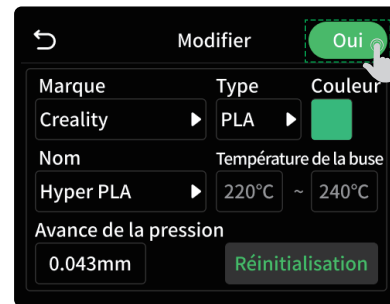 Modifier Oui
Marque Type Couleur
Creality PLA
Nom Température de la buse
Hyper PLA 220°C ~ 240°C
Avance de la pression
0.043mm Réinitialisation